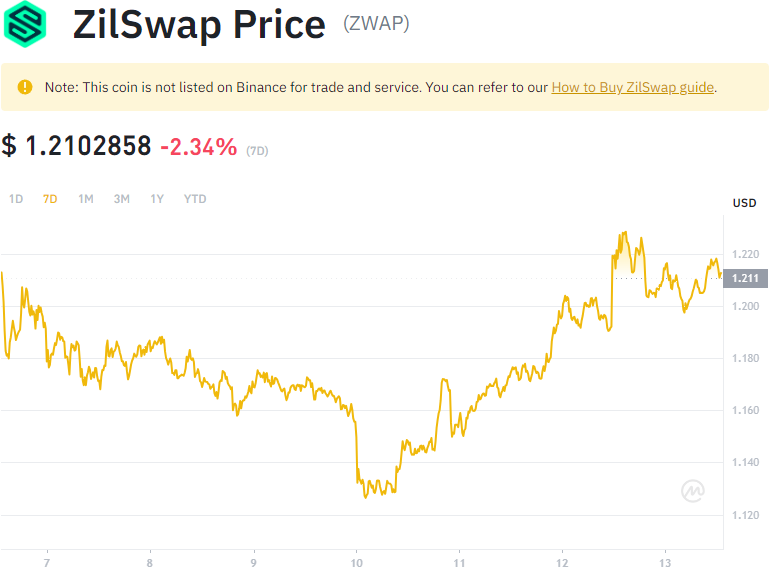 ZilSwap Price (ZWAP)
Note: This coin is not listed on Binance for trade and service. You can refer to our How to Buy ZilSwap guide.
$ 1.2102858 -2.34% (7D)
1D 7D 1M 3M 1Y YTD
USD
1.220
1.211
1.200
1.180
1.160
1.140
1.120
7 8 9 10 11 12 13